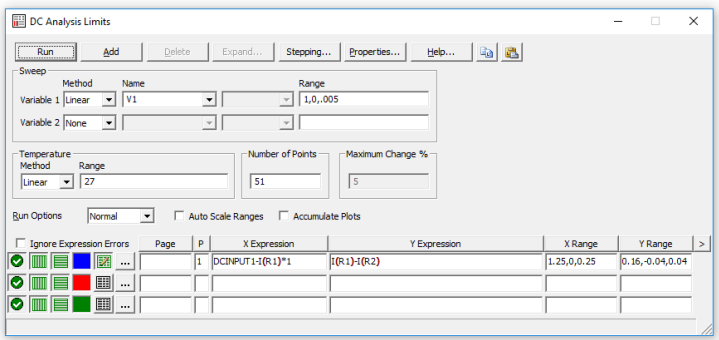 DC Analysis Limits
Run Add Delete Expand... Stepping... Properties... Help...
Sweep
Method Name Range
Variable 1 Linear V1 1,0,.005
Variable 2 None
Temperature Number of Points Maximum Change %
Method Range
Linear 27 51 5
Run Options Normal Auto Scale Ranges Accumulate Plots
Ignore Expression Errors Page P X Expression Y Expression X Range Y Range >
... 1 DCINPUT1-I(R1)*1 I(R1)-I(R2) 1.25,0,0.25 0.16,-0.04,0.04
...
...